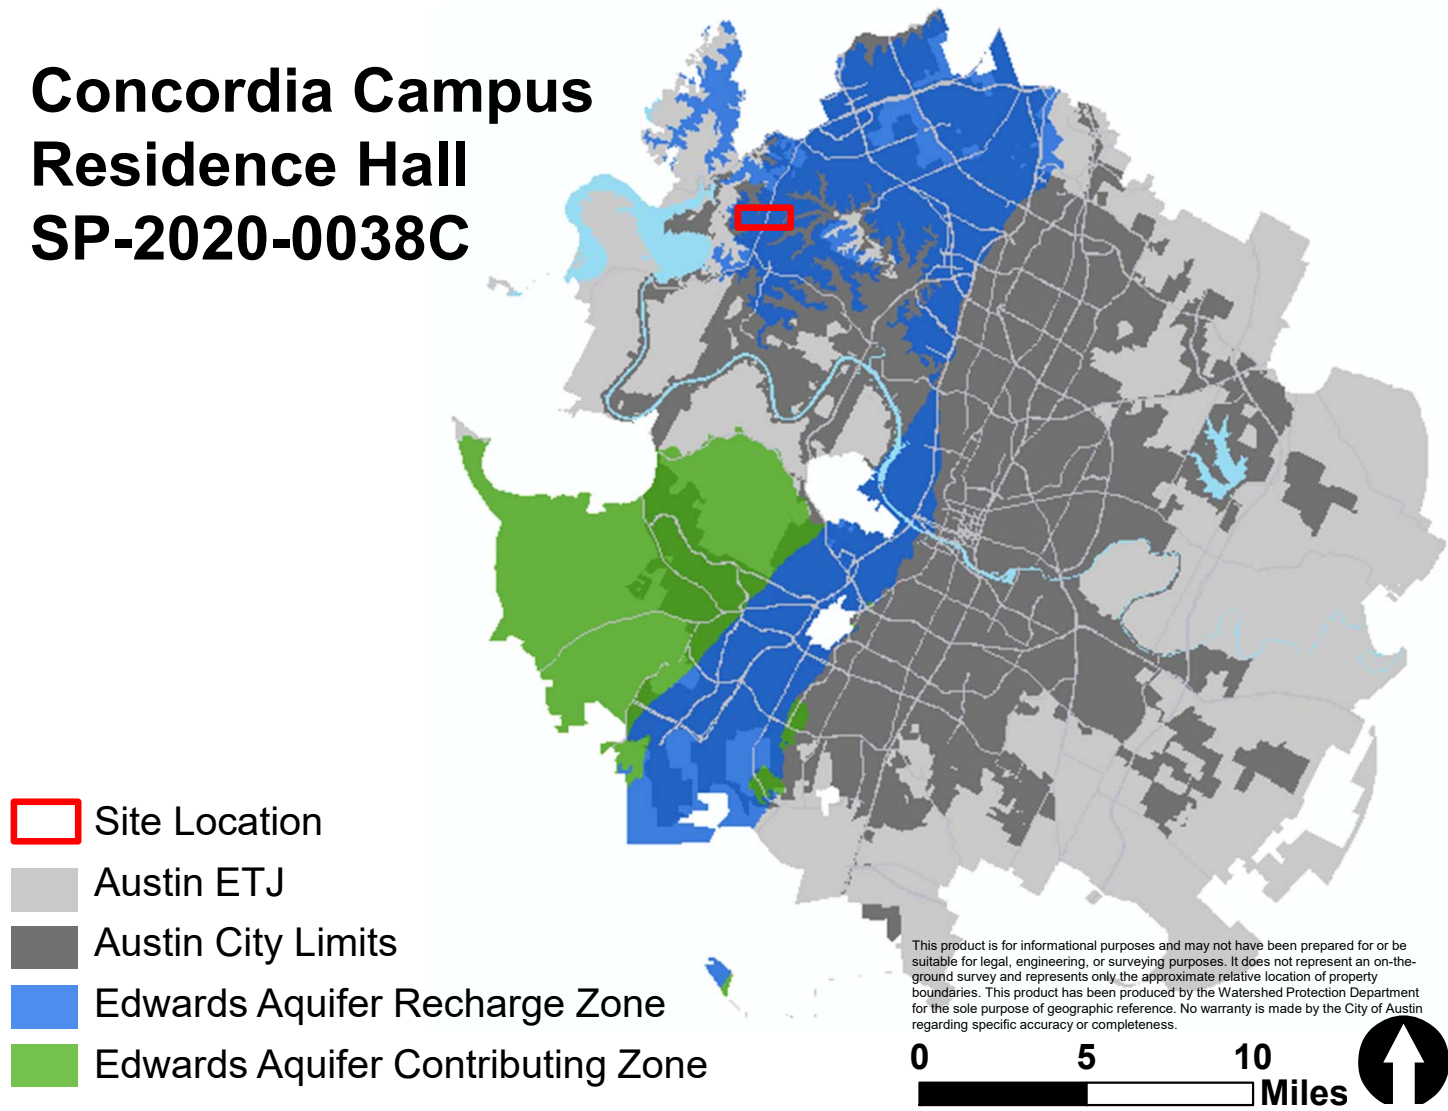 Concordia Campus
Residence Hall
SP-2020-0038C
Site Location
Austin ETJ
Austin City Limits
Edwards Aquifer Recharge Zone
Edwards Aquifer Contributing Zone
This product is for informational purposes and may not have been prepared for or be
suitable for legal, engineering, or surveying purposes. It does not represent an on-the-
ground survey and represents only the approximate relative location of property
boundaries. This product has been produced by the Watershed Protection Department
for the sole purpose of geographic reference. No warranty is made by the City of Austin
regarding specific accuracy or completeness.
0 5 10
Miles